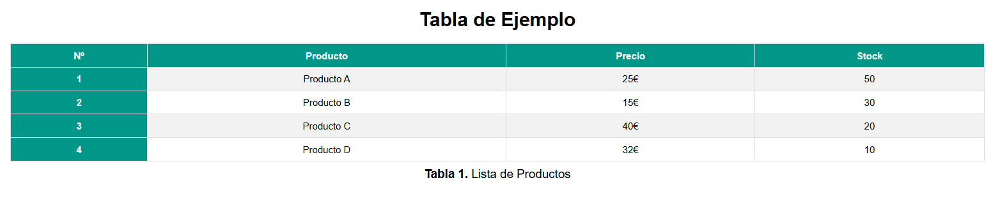 Tabla de Ejemplo
Nº Producto Precio Stock
1 Producto A 25€ 50
2 Producto B 15€ 30
3 Producto C 40€ 20
4 Producto D 32€ 10
Tabla 1. Lista de Productos